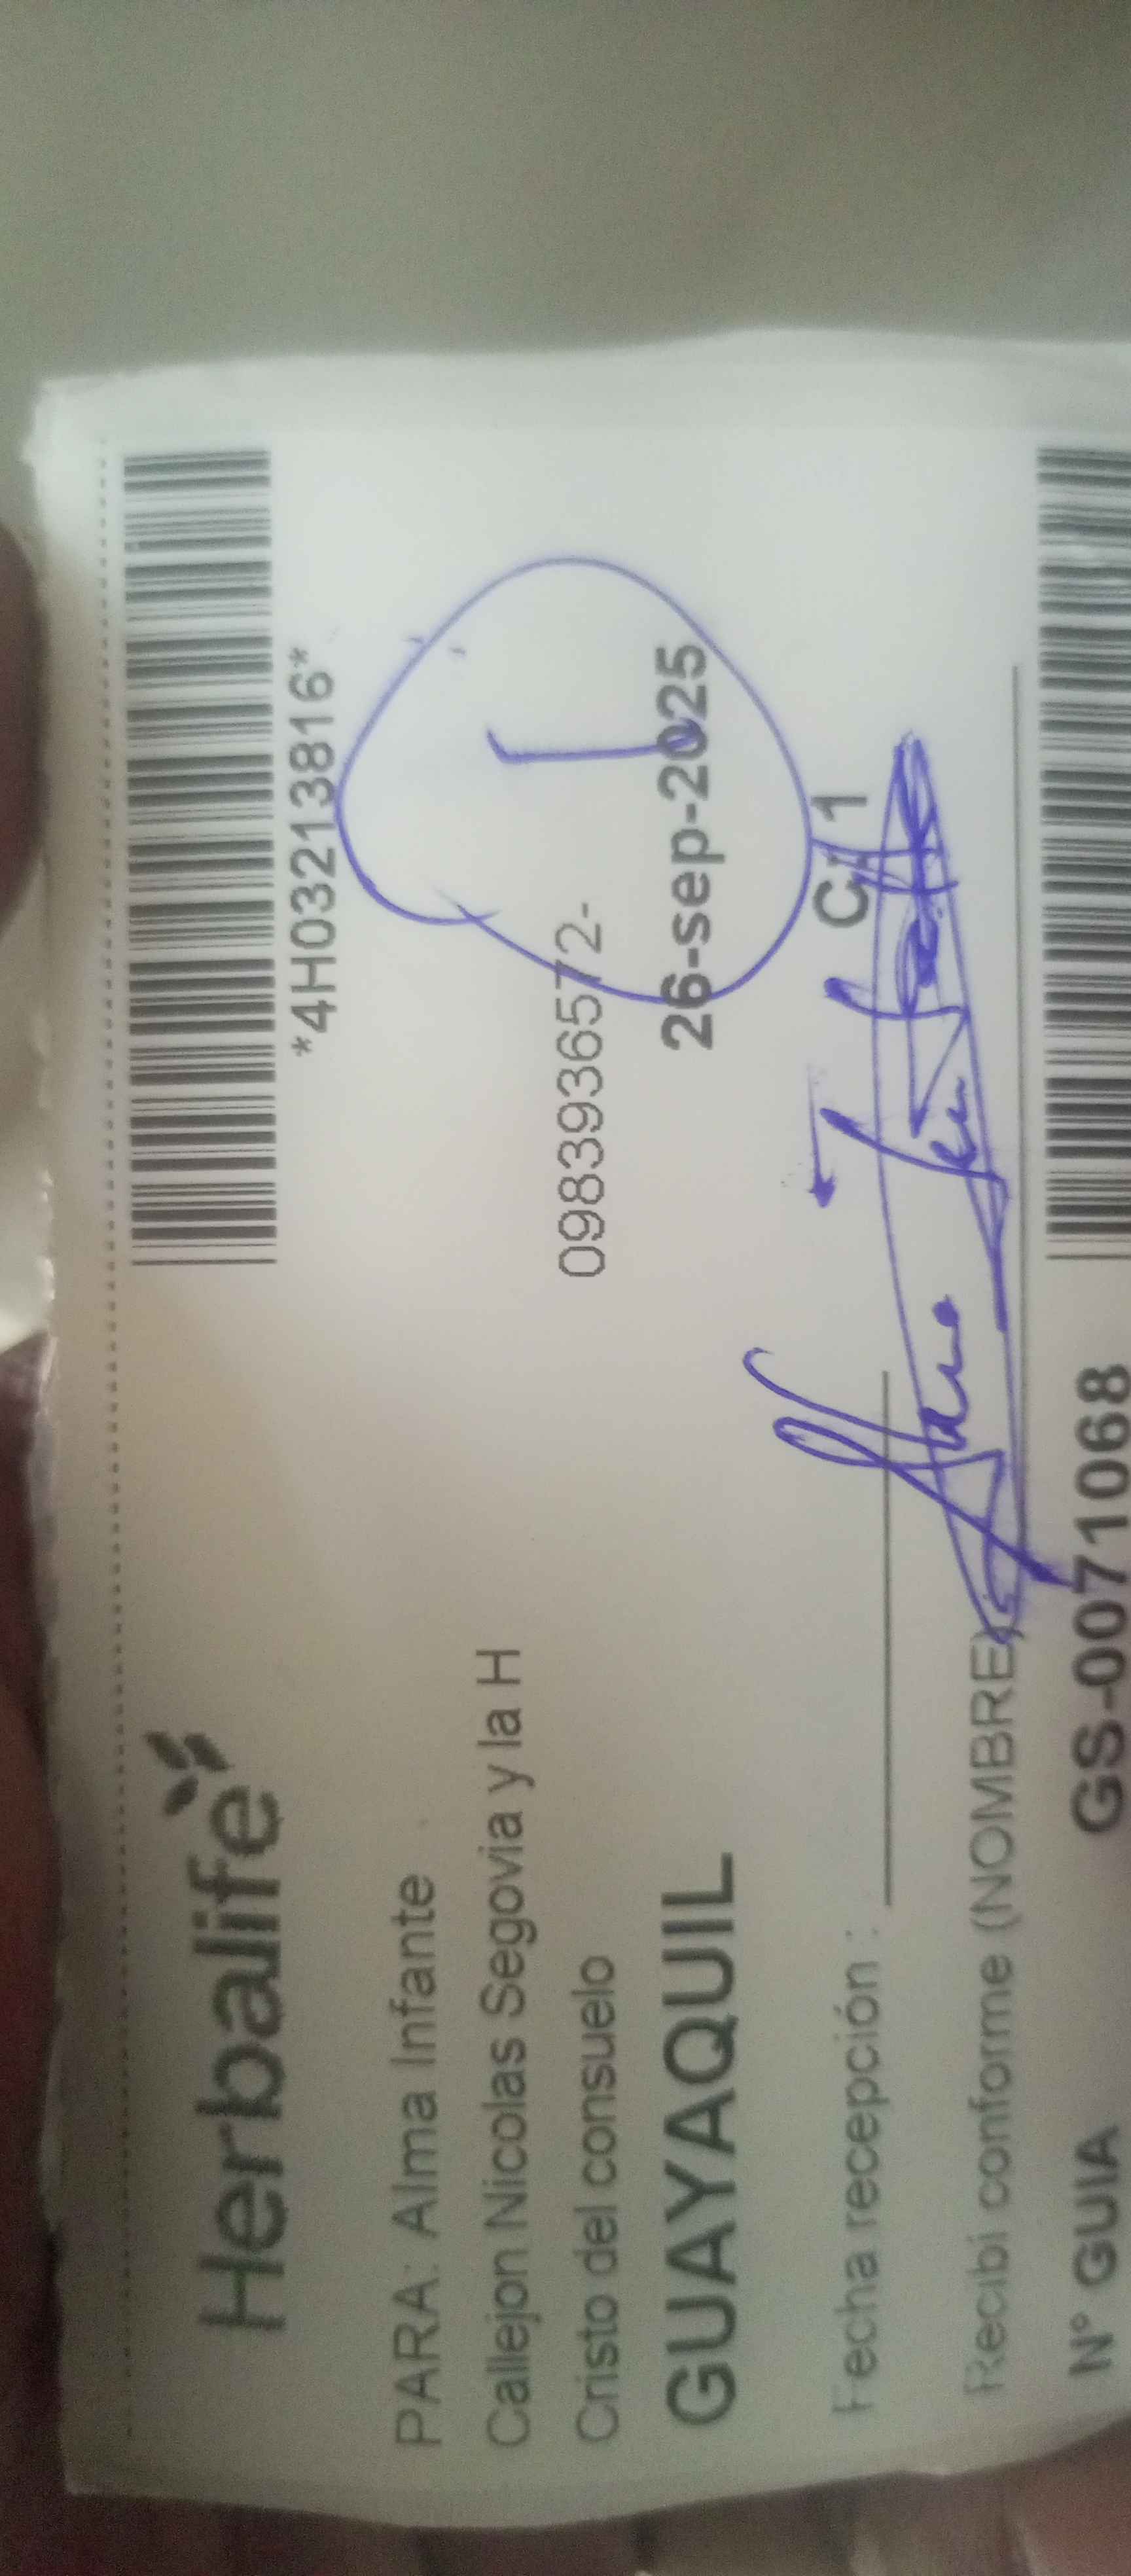 Herbalife
*4H03213816*
PARA: Alma Infante
Callejon Nicolas Segovia y la H
Cristo del consuelo
0983936572-
GUAYAQUIL
26-sep-2025
Fecha recepción :
C/ 1
Recibi conforme (NOMBRE)
N° GUIA GS-0071068